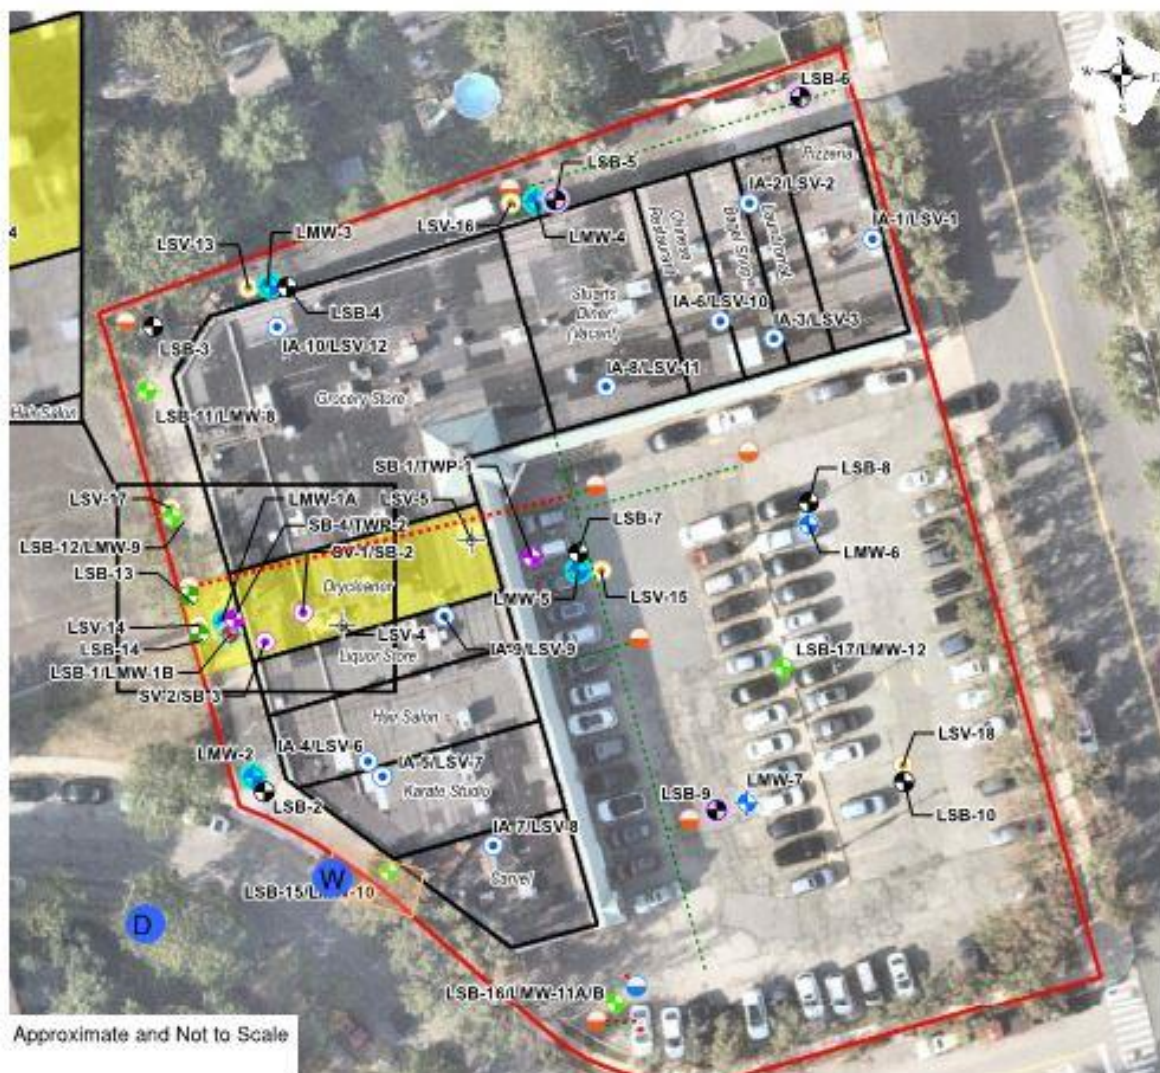 N
W E
S
LSB-6
Pizzeria
LSB-5
IA-2/LSV-2
LSV-16
LMW-4
IA-1/LSV-1
LMW-3
LSV-13
Chinese
Restaurant
Bagel Shop
Laundromat
4
LSB-4
Stuarts
Diner
(Vacant)
IA-6/LSV-10
LSB-3
IA-10/LSV-12
IA-3/LSV-3
IA-8/LSV-11
Grocery Store
Hair Salon
LSB-11/LMW-8
SB-1/TWP-1
LSB-8
LSV-17
LMW-1A
LSV-5
SB-4/TWP-2
LSB-7
LSB-12/LMW-9
SV-1/SB-2
LMW-6
LSB-13
Drycleaner
LMW-5
LSV-15
LSV-14
LSV-4
LSB-14
IA-9/LSV-9
Liquor Store
LSB-17/LMW-12
LSB-1/LMW-1B
SV-2/SB-3
Hair Salon
LSV-18
LMW-2
IA-4/LSV-6
IA-5/LSV-7
LMW-7
LSB-9
LSB-2
Karate Studio
LSB-10
IA-7/LSV-8
Carvel
W
D
LSB-16/LMW-11A/B
Approximate and Not to Scale